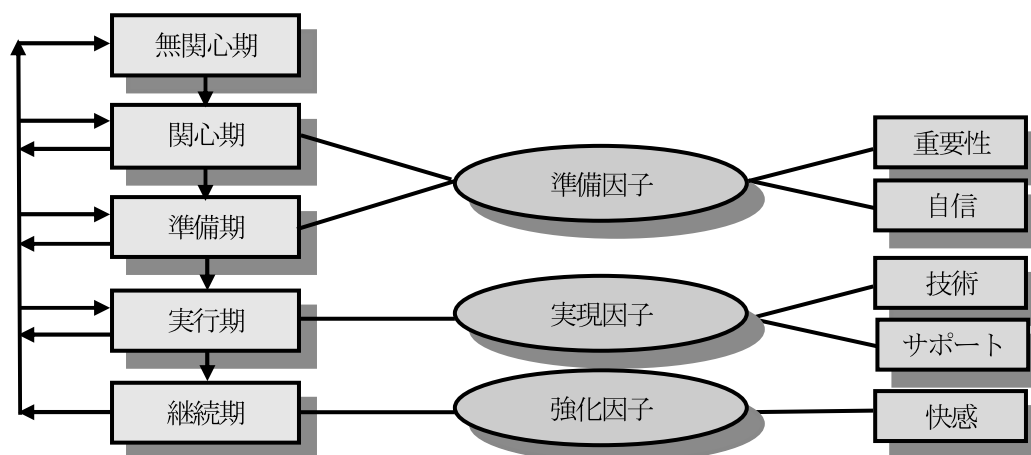 無関心期
関心期
準備期
実行期
継続期
準備因子
実現因子
強化因子
重要性
自信
技術
サポート
快感